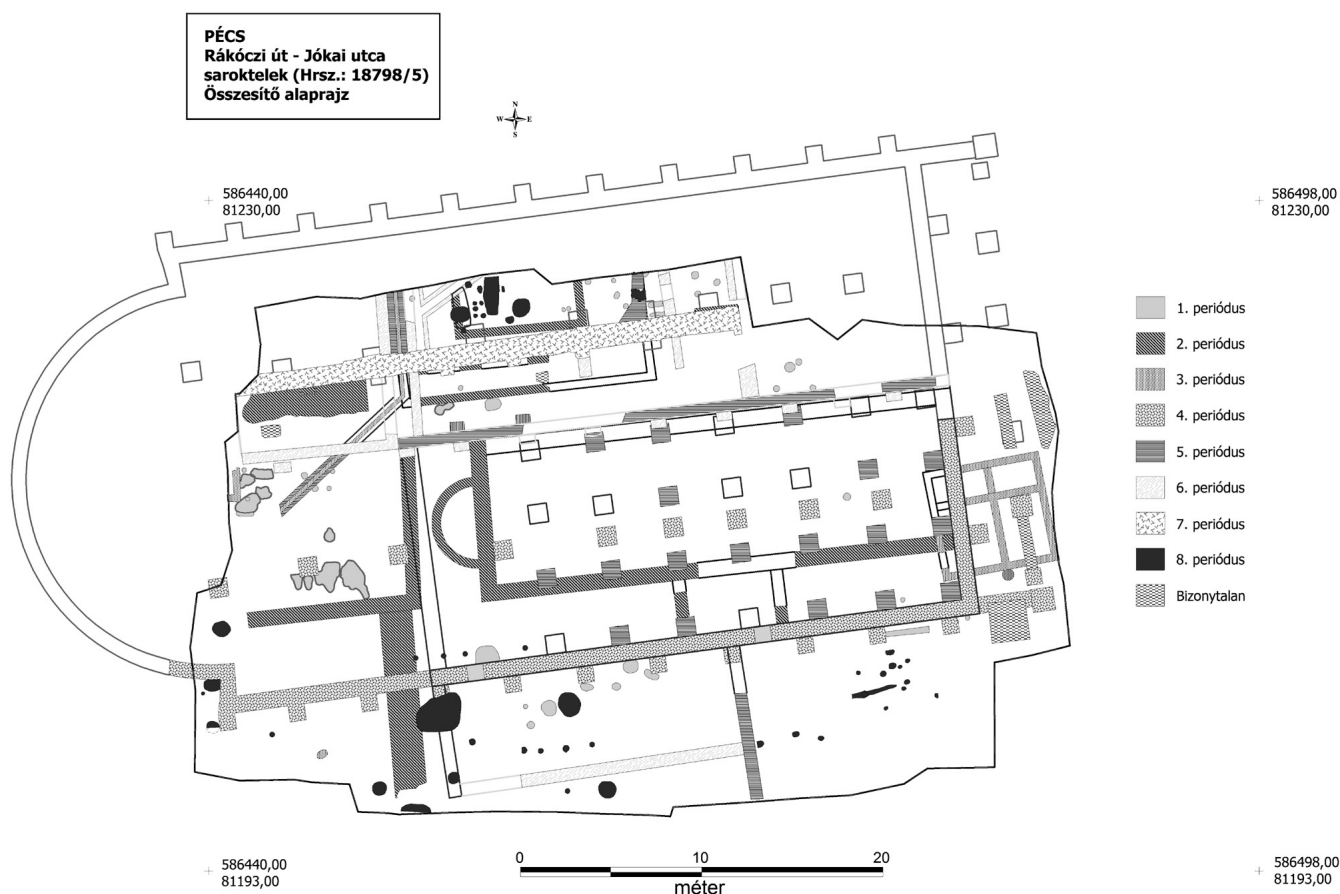 PÉCS
Rákóczi út - Jókai utca
saroktelek (Hrsz.: 18798/5)
Összesítő alaprajz
N
W E
S
586440,00
81230,00
586498,00
81230,00
1. periódus
2. periódus
3. periódus
4. periódus
5. periódus
6. periódus
7. periódus
8. periódus
Bizonytalan
586440,00
81193,00
0 10 20
méter
586498,00
81193,00